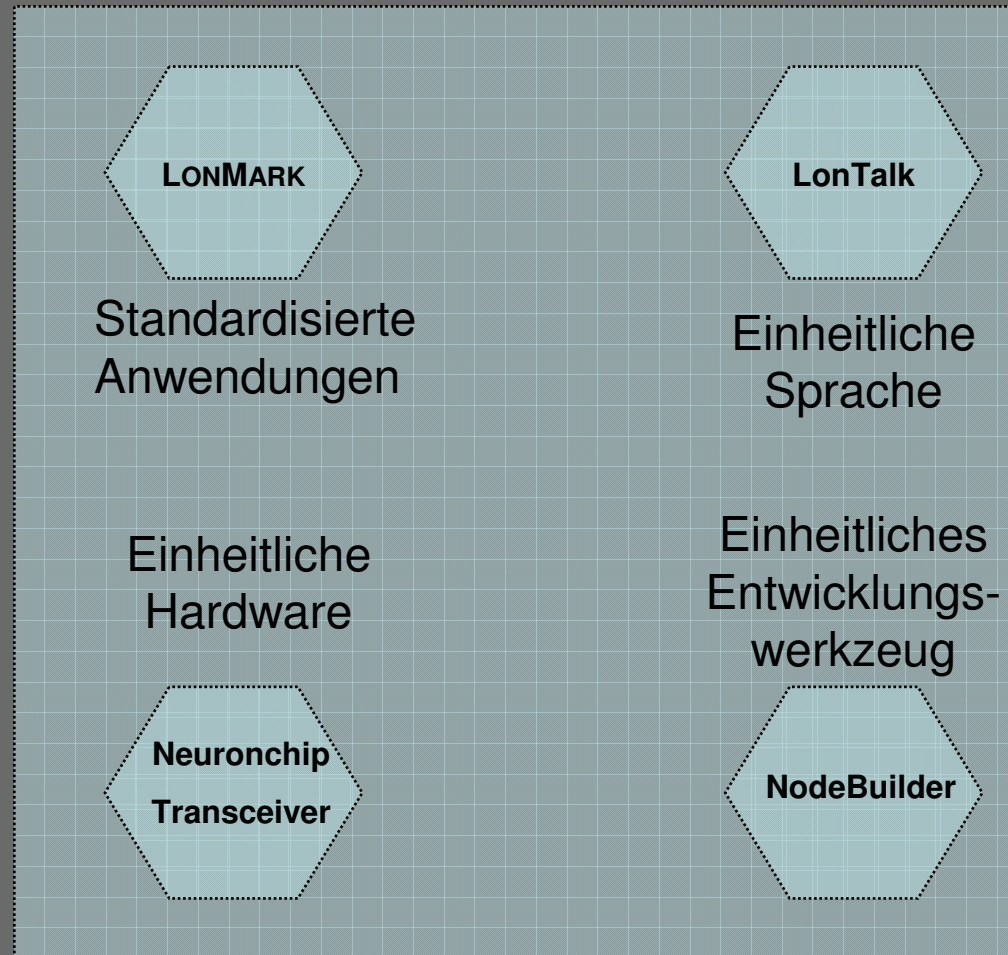 LONMARK
Standardisierte
Anwendungen
LonTalk
Einheitliche
Sprache
Einheitliche
Hardware
Neuronchip
Transceiver
Einheitliches
Entwicklungs-
werkzeug
NodeBuilder